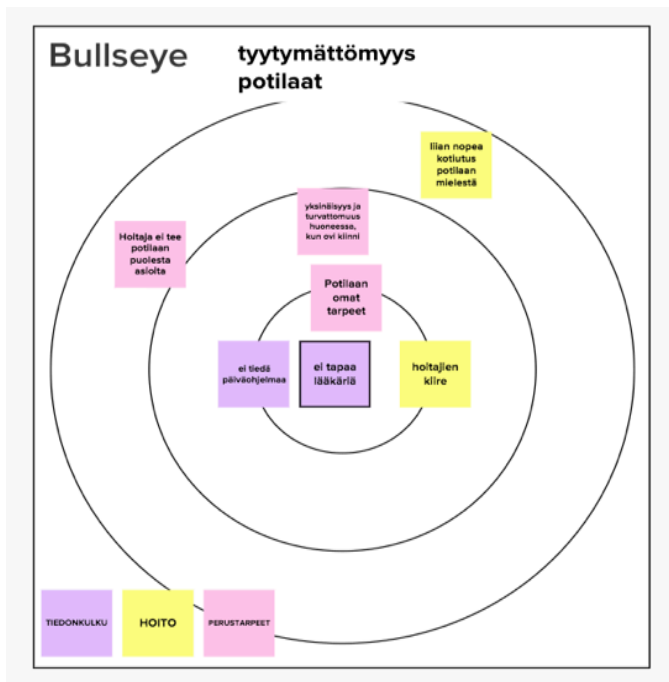 Bullseye
tyytymättömyys
potilaat
liian nopea
kotiutus
potilaan
mielestä
yksinäisyys ja
turvattomuus
huoneessa,
kun ovi kiinni
Hoitaja ei tee
potilaan
puolesta
asioita
Potilaan
omat
tarpeet
ei tiedä
päiväohjelmaa
ei tapaa
lääkäriä
hoitajien
kiire
TIEDONKULKU
HOITO
PERUSTARPEET